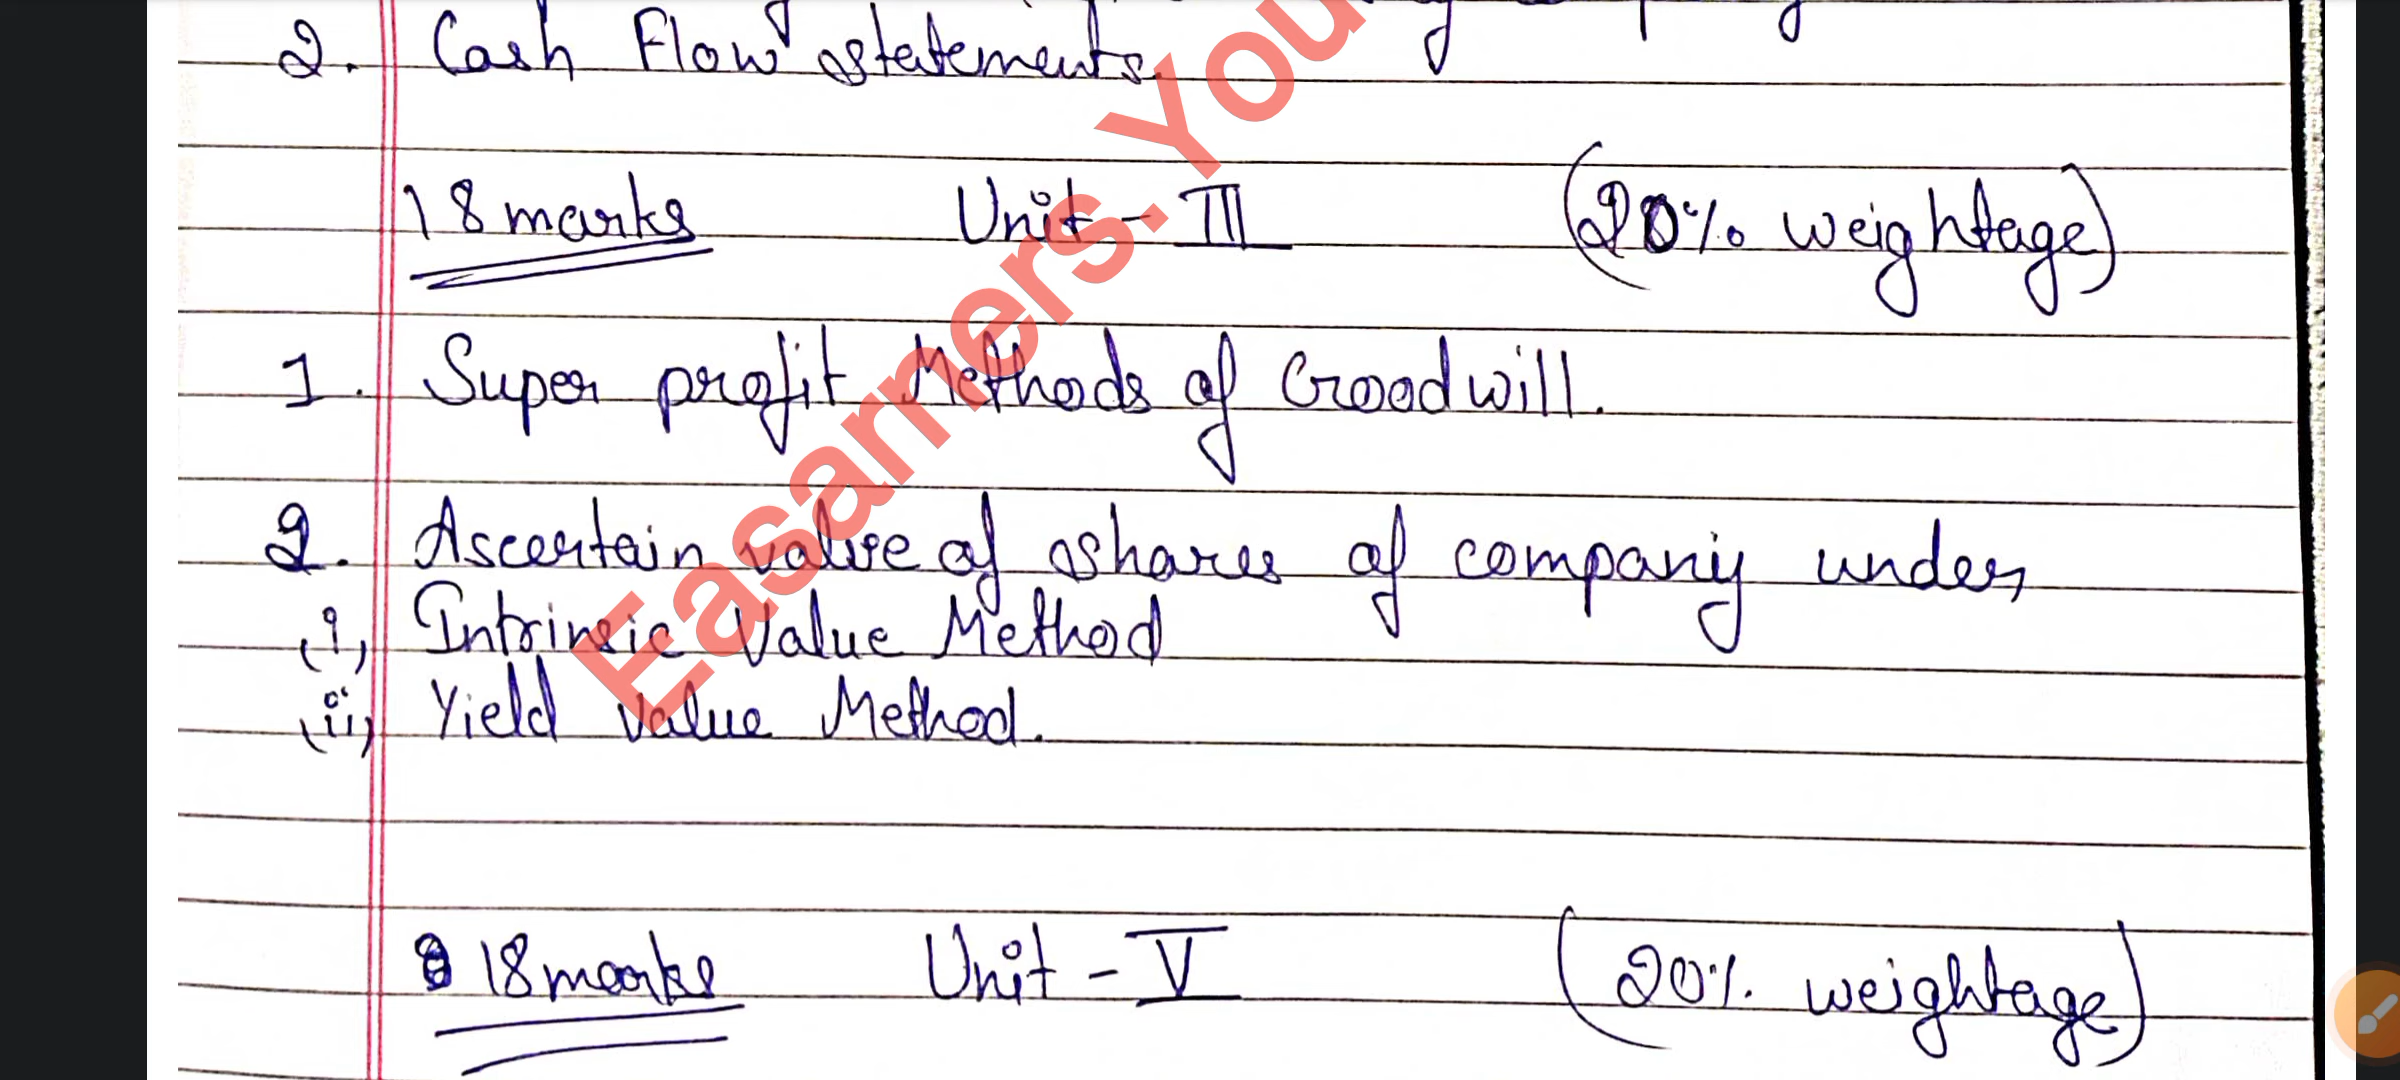 2. Cash Flow statements.
18 marks Unit - III (20% weightage)
1. Super profit Methods of Goodwill.
2. Ascertain value of shares of company under,
(i) Intrinsic Value Method
(ii) Yield Value Method.
18 marks Unit - V (20% weightage)
Easarners. You